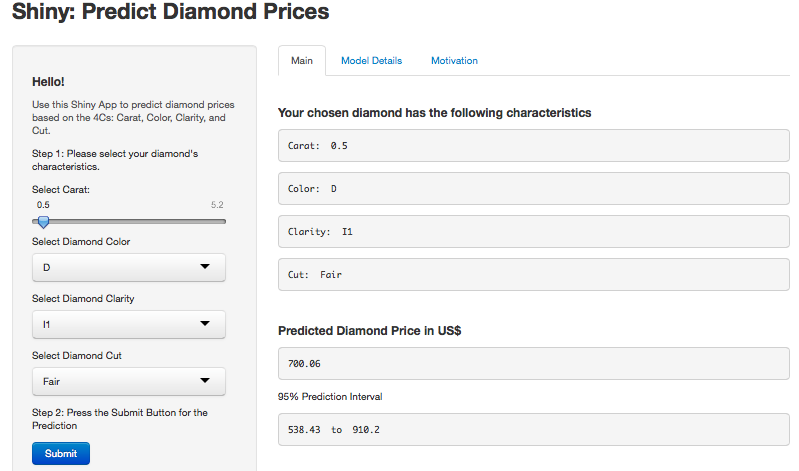 Shiny: Predict Diamond Prices
Hello!
Use this Shiny App to predict diamond prices
based on the 4Cs: Carat, Color, Clarity, and
Cut.
Step 1: Please select your diamond's
characteristics.
Select Carat:
0.5 5.2
Select Diamond Color
D
Select Diamond Clarity
I1
Select Diamond Cut
Fair
Step 2: Press the Submit Button for the
Prediction
Submit
Main Model Details Motivation
Your chosen diamond has the following characteristics
Carat: 0.5
Color: D
Clarity: I1
Cut: Fair
Predicted Diamond Price in US$
700.06
95% Prediction Interval
538.43 to 910.2